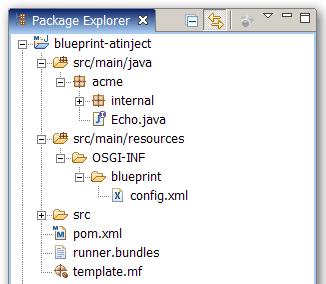 Package Explorer
blueprint-atinject
src/main/java
acme
internal
Echo.java
src/main/resources
OSGI-INF
blueprint
config.xml
src
pom.xml
runner.bundles
template.mf